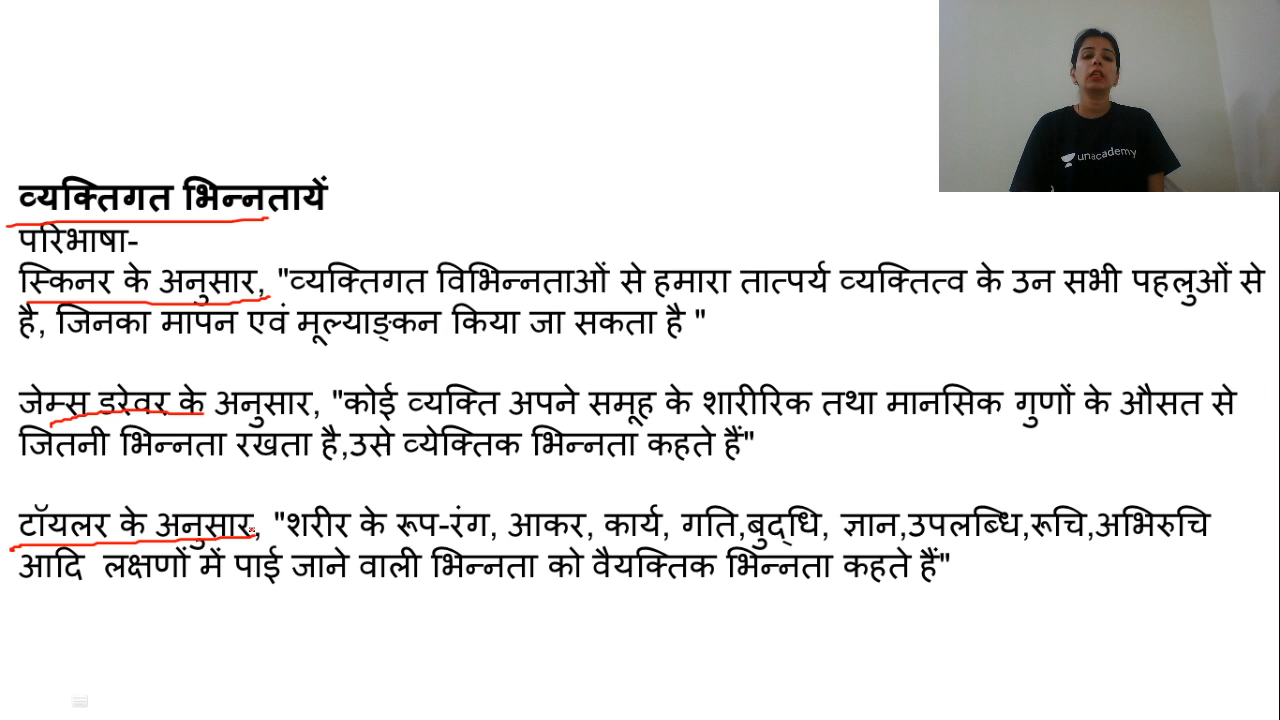 unacademy
व्यक्तिगत भिन्नतायें
परिभाषा-
स्किनर के अनुसार, "व्यक्तिगत विभिन्नताओं से हमारा तात्पर्य व्यक्तित्व के उन सभी पहलुओं से
है, जिनका मापन एवं मूल्याङ्कन किया जा सकता है "
जेम्स डरेवर के अनुसार, "कोई व्यक्ति अपने समूह के शारीरिक तथा मानसिक गुणों के औसत से
जितनी भिन्नता रखता है,उसे व्येक्तिक भिन्नता कहते हैं"
टॉयलर के अनुसार, "शरीर के रूप-रंग, आकर, कार्य, गति,बुद्धि, ज्ञान,उपलब्धि,रूचि,अभिरुचि
आदि  लक्षणों में पाई जाने वाली भिन्नता को वैयक्तिक भिन्नता कहते हैं"